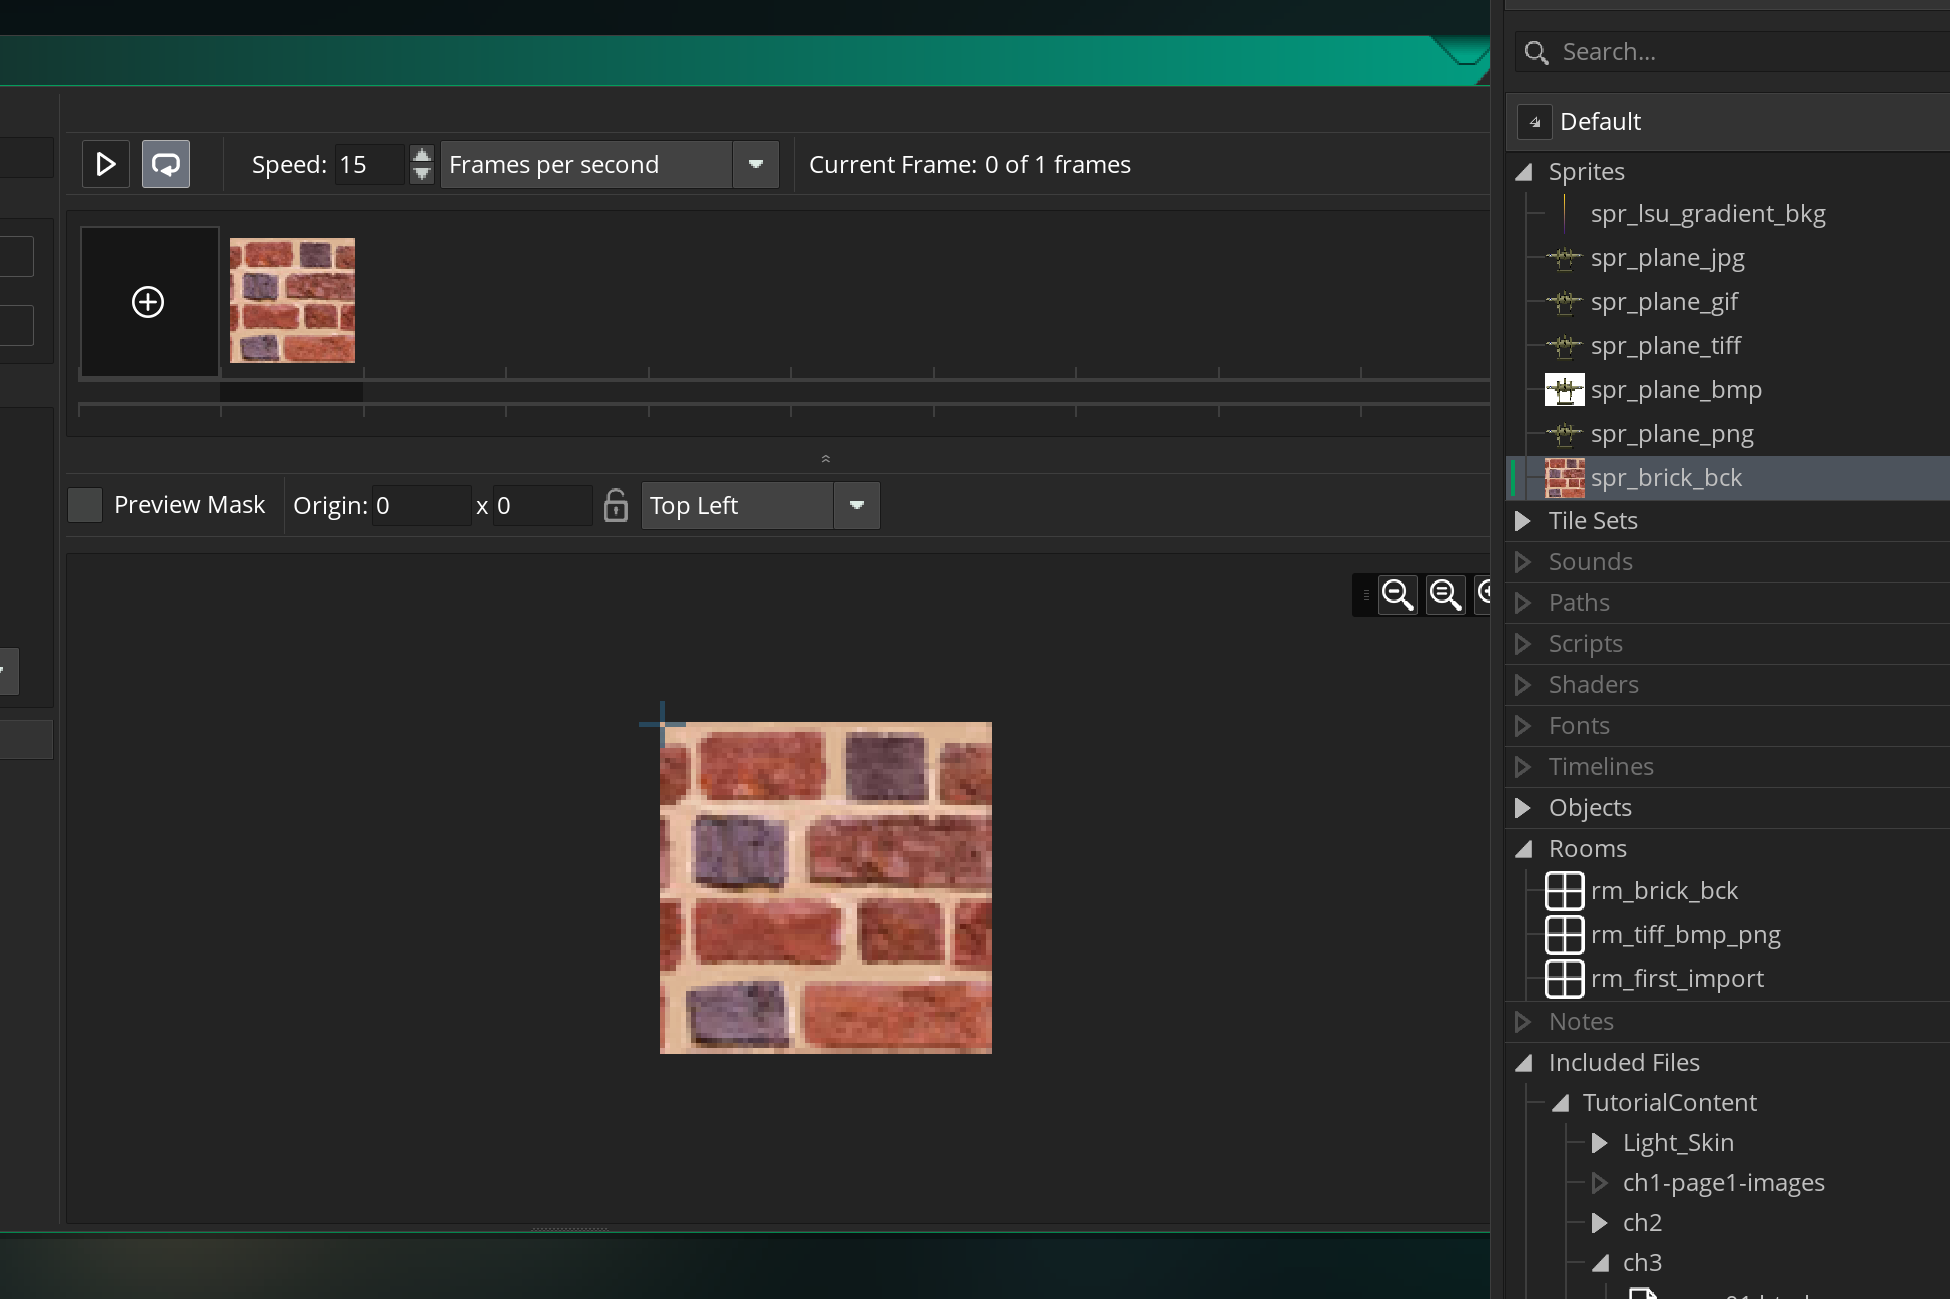 Speed: 15 Frames per second Current Frame: 0 of 1 frames
Preview Mask Origin: 0 x 0 Top Left
Search...
Default
Sprites
spr_lsu_gradient_bkg
spr_plane_jpg
spr_plane_gif
spr_plane_tiff
spr_plane_bmp
spr_plane_png
spr_brick_bck
Tile Sets
Sounds
Paths
Scripts
Shaders
Fonts
Timelines
Objects
Rooms
rm_brick_bck
rm_tiff_bmp_png
rm_first_import
Notes
Included Files
TutorialContent
Light_Skin
ch1-page1-images
ch2
ch3